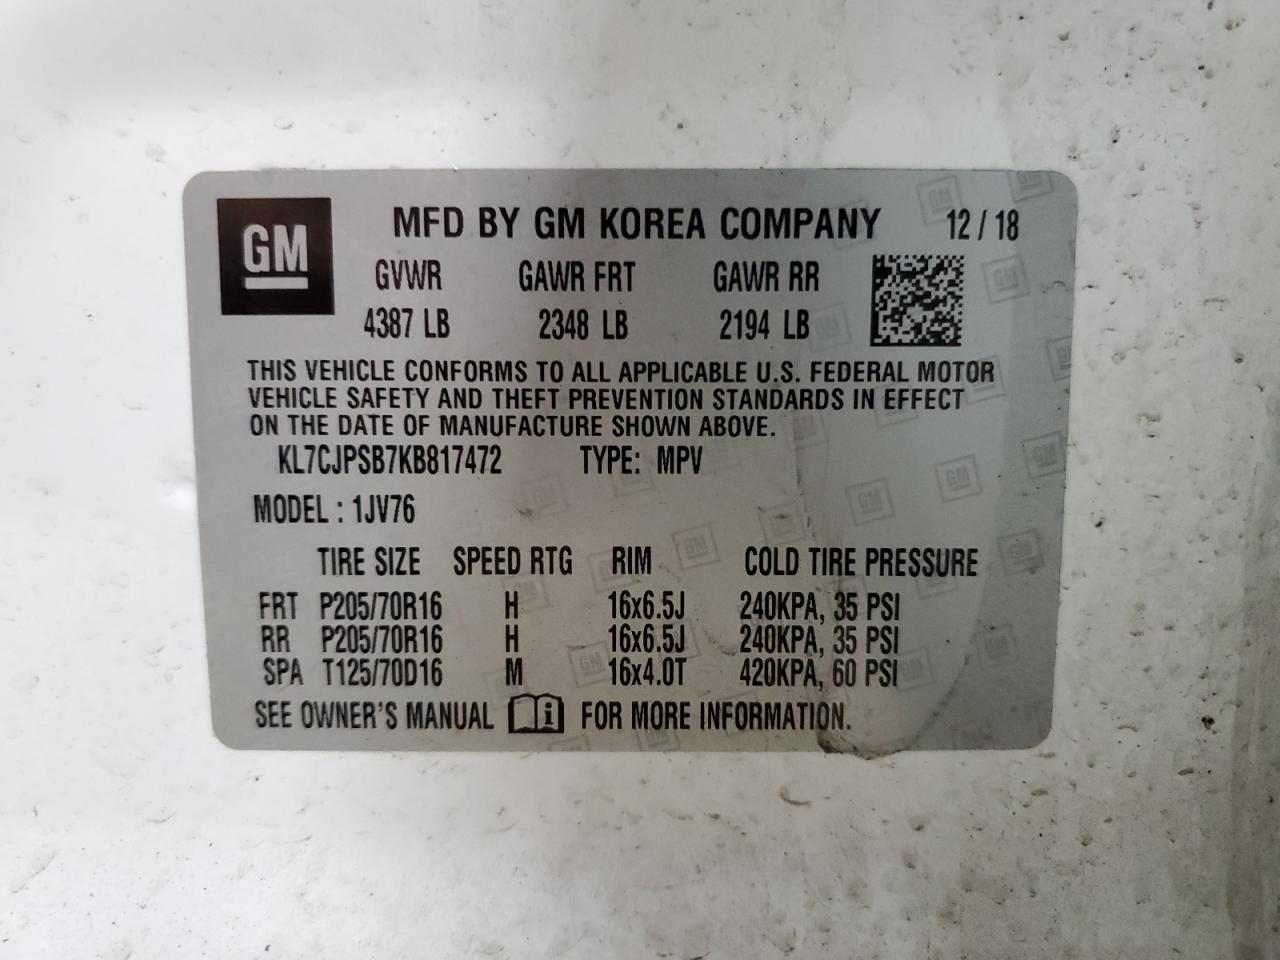 GM
MFD BY GM KOREA COMPANY 12 / 18
GVWR GAWR FRT GAWR RR
4387 LB 2348 LB 2194 LB
THIS VEHICLE CONFORMS TO ALL APPLICABLE U.S. FEDERAL MOTOR
VEHICLE SAFETY AND THEFT PREVENTION STANDARDS IN EFFECT
ON THE DATE OF MANUFACTURE SHOWN ABOVE.
KL7CJPSB7KB817472 TYPE: MPV
MODEL : 1JV76
TIRE SIZE SPEED RTG RIM COLD TIRE PRESSURE
FRT P205/70R16 H 16x6.5J 240KPA, 35 PSI
RR P205/70R16 H 16x6.5J 240KPA, 35 PSI
SPA T125/70D16 M 16x4.0T 420KPA, 60 PSI
SEE OWNER'S MANUAL i FOR MORE INFORMATION.